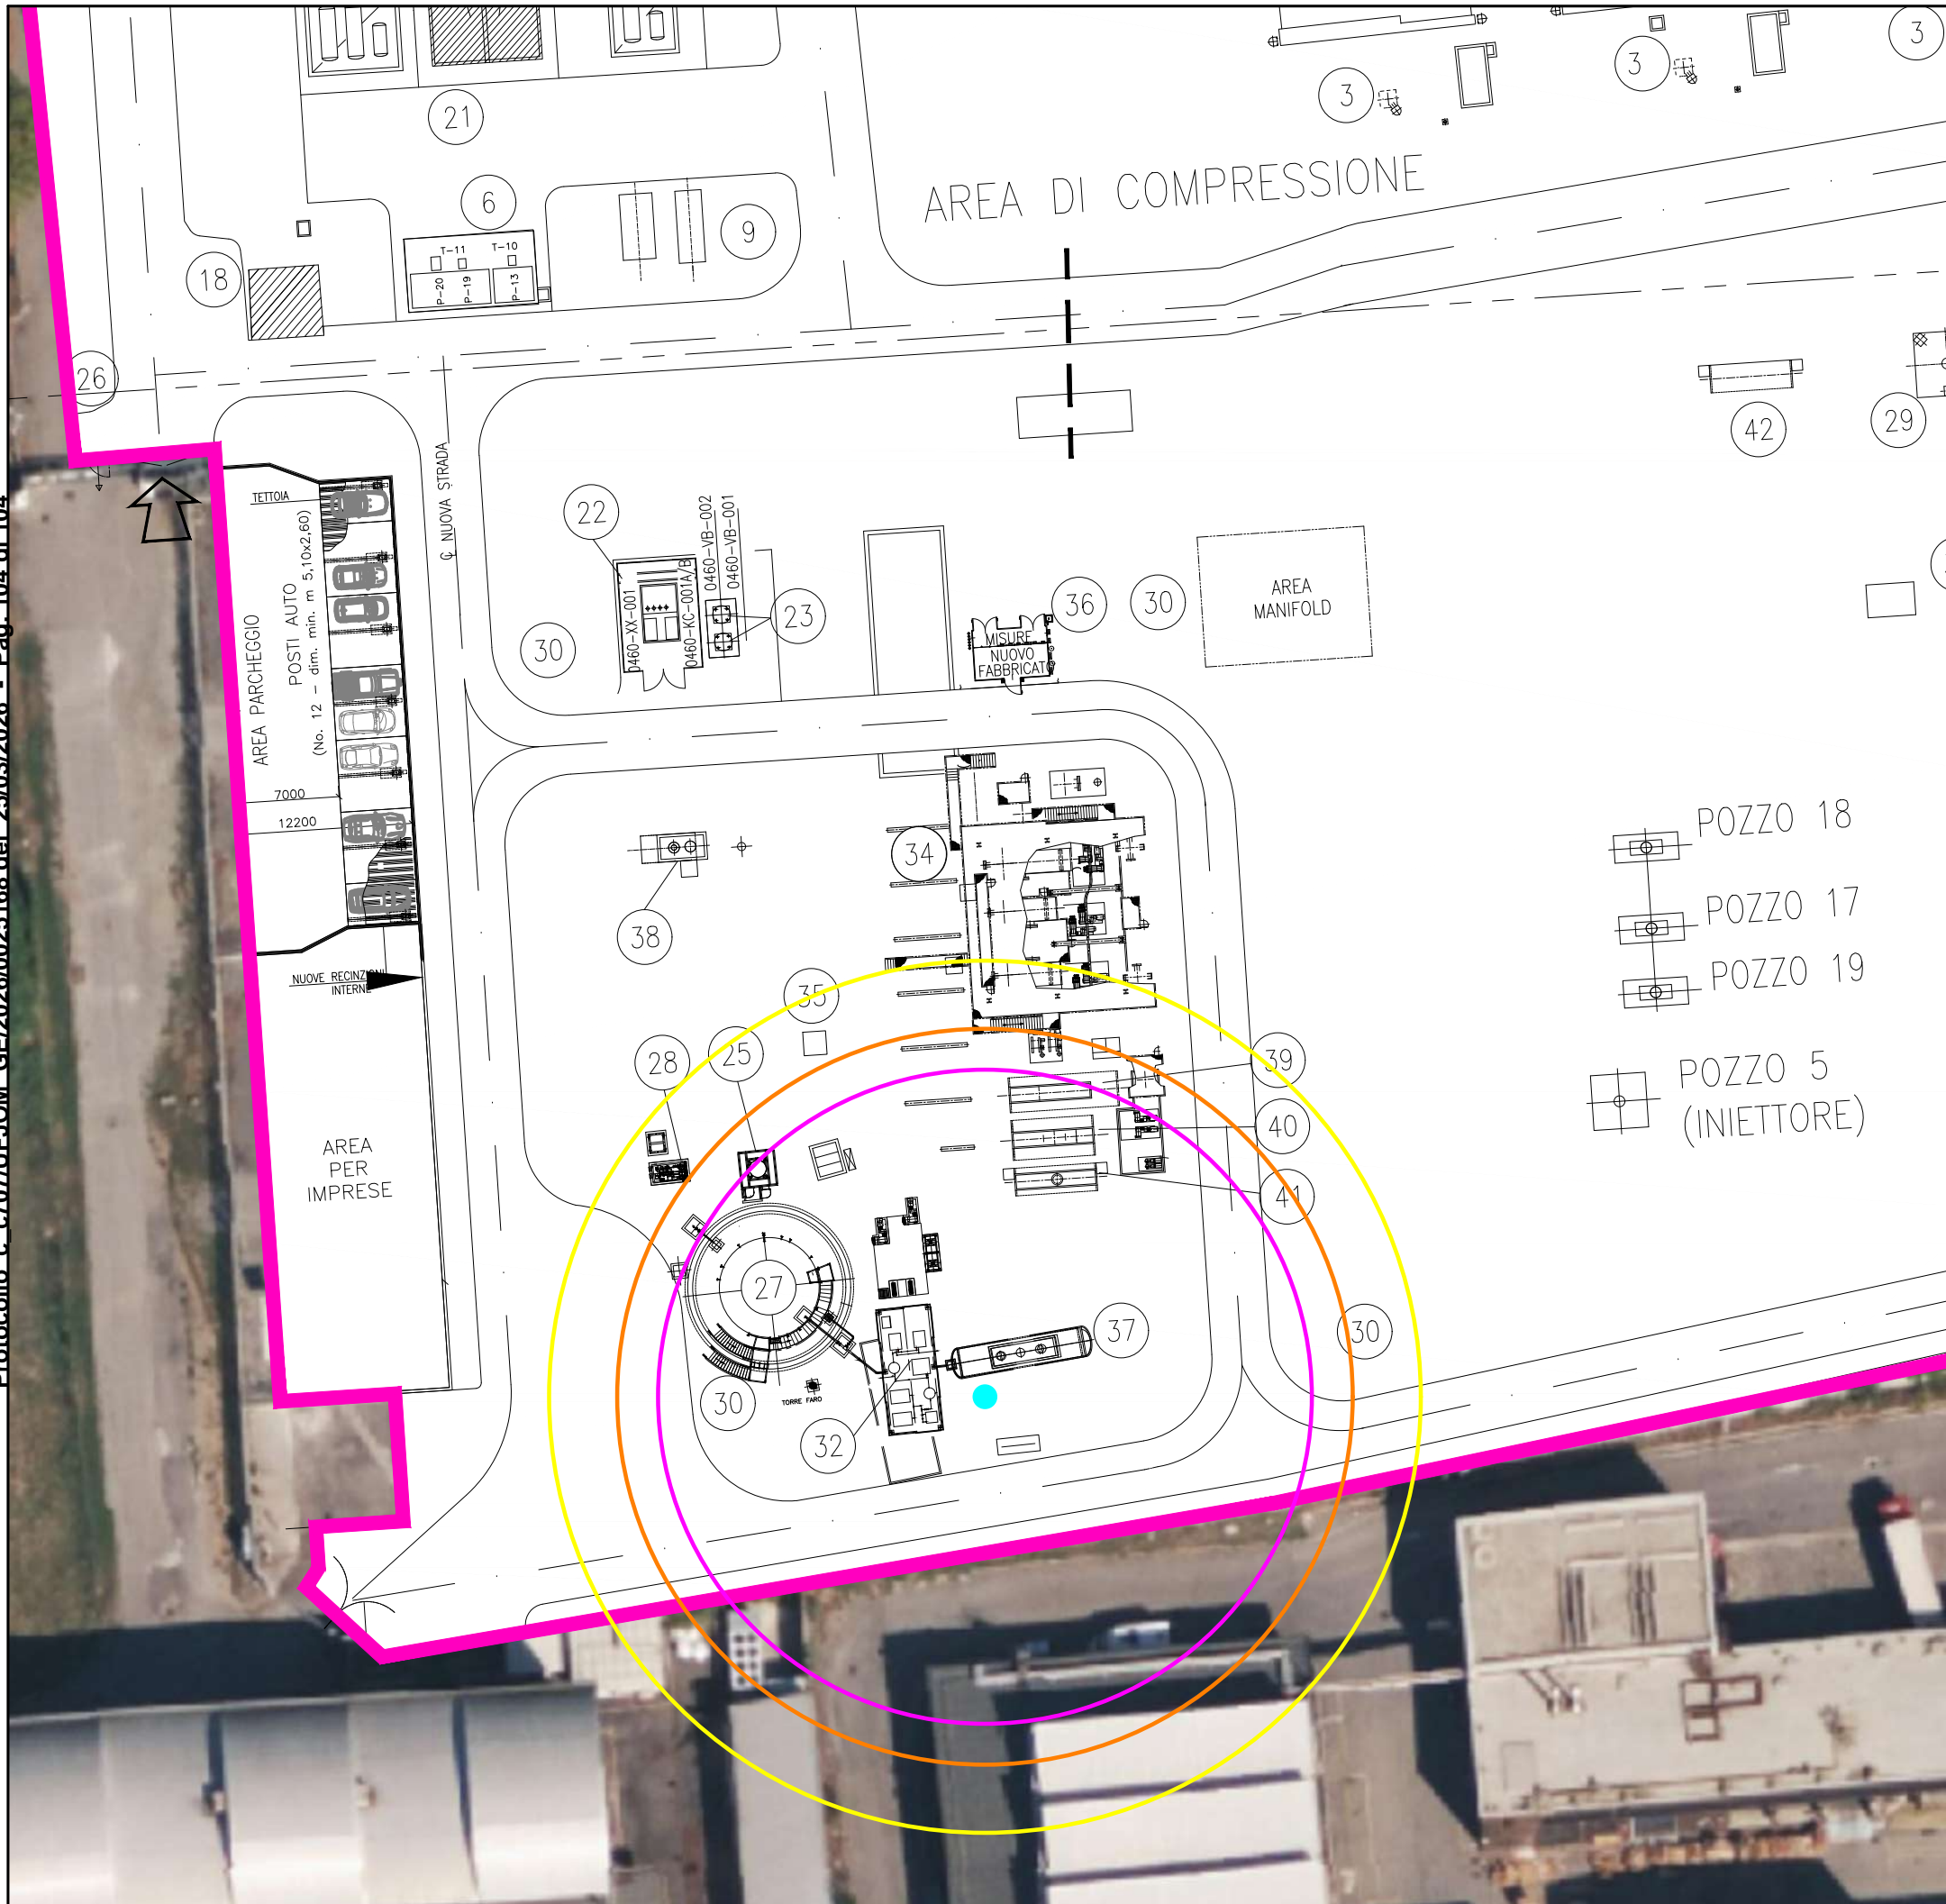 3
3
3
21
AREA DI COMPRESSIONE
6
9
T-11
T-10
P-20
P-19
P-13
18
26
42
29
TETTOIA
℄ NUOVA STRADA
AREA PARCHEGGIO
POSTI AUTO
(No. 12 - dim. min. m 5,10x2,60)
22
0460-VB-002
0460-VB-001
0460-XX-001
0460-KC-001A/B
23
30
36
30
MISURE
NUOVO
FABBRICATO
AREA
MANIFOLD
7000
12200
34
38
POZZO 18
POZZO 17
POZZO 19
POZZO 5
(INIETTORE)
NUOVE RECINZIONI
INTERNE
35
28
25
39
40
41
AREA
PER
IMPRESE
27
37
30
30
TORRE FARO
32